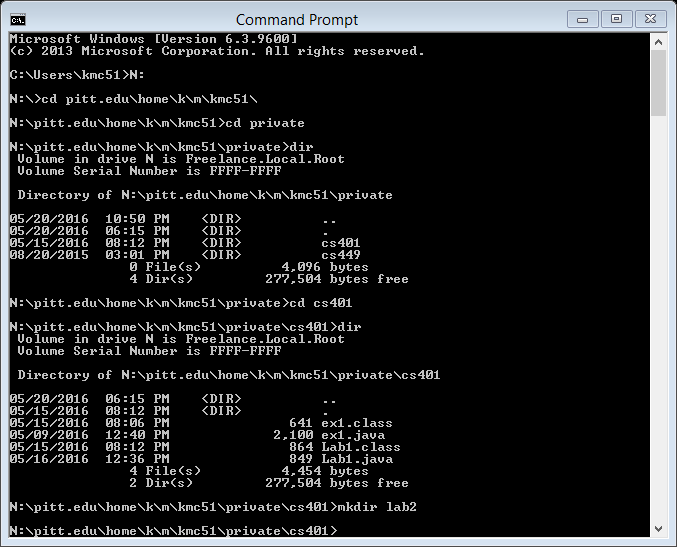 Command Prompt
Microsoft Windows [Version 6.3.9600]
(c) 2013 Microsoft Corporation. All rights reserved.
C:\Users\kmc51>N:
N:\>cd pitt.edu\home\k\m\kmc51\
N:\pitt.edu\home\k\m\kmc51>cd private
N:\pitt.edu\home\k\m\kmc51\private>dir
 Volume in drive N is Freelance.Local.Root
 Volume Serial Number is FFFF-FFFF
 Directory of N:\pitt.edu\home\k\m\kmc51\private
05/20/2016  10:50 PM    <DIR>          ..
05/20/2016  06:15 PM    <DIR>          .
05/15/2016  08:12 PM    <DIR>          cs401
08/20/2015  03:01 PM    <DIR>          cs449
               0 File(s)          4,096 bytes
               4 Dir(s)        277,504 bytes free
N:\pitt.edu\home\k\m\kmc51\private>cd cs401
N:\pitt.edu\home\k\m\kmc51\private\cs401>dir
 Volume in drive N is Freelance.Local.Root
 Volume Serial Number is FFFF-FFFF
 Directory of N:\pitt.edu\home\k\m\kmc51\private\cs401
05/20/2016  06:15 PM    <DIR>          ..
05/15/2016  08:12 PM    <DIR>          .
05/15/2016  08:06 PM               641 ex1.class
05/09/2016  12:40 PM             2,100 ex1.java
05/15/2016  08:12 PM               864 Lab1.class
05/16/2016  12:36 PM               849 Lab1.java
               4 File(s)          4,454 bytes
               2 Dir(s)        277,504 bytes free
N:\pitt.edu\home\k\m\kmc51\private\cs401>mkdir lab2
N:\pitt.edu\home\k\m\kmc51\private\cs401>